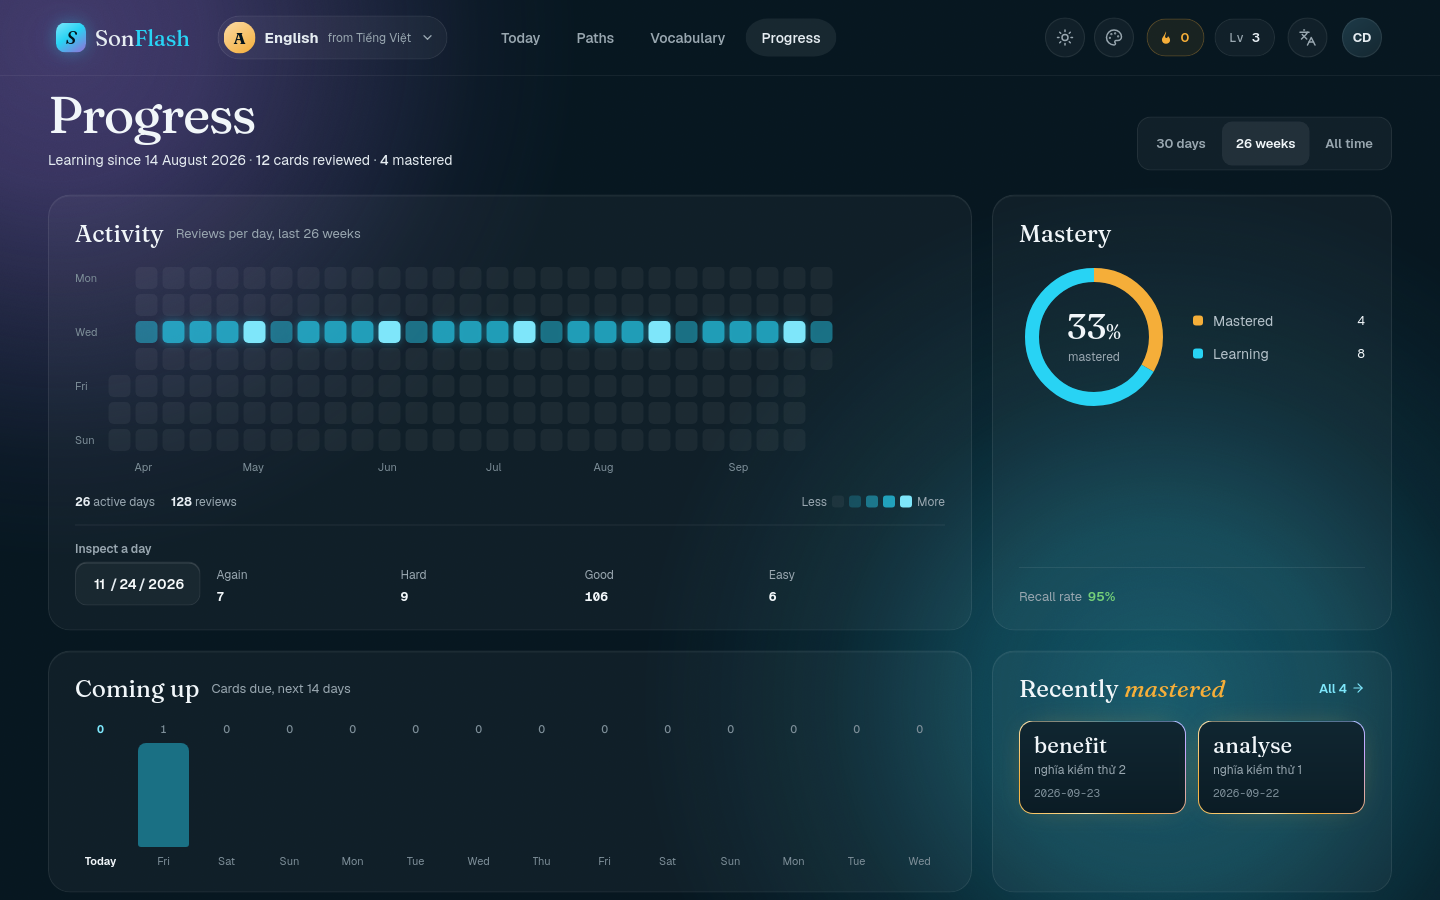 S SonFlash
A English from Tiếng Việt
Today Paths Vocabulary Progress
0
Lv 3
CD
Progress
Learning since 14 August 2026 · 12 cards reviewed · 4 mastered
30 days 26 weeks All time
Activity Reviews per day, last 26 weeks
Mon
Wed
Fri
Sun
Apr May Jun Jul Aug Sep
26 active days 128 reviews
Less More
Inspect a day
11 / 24 / 2026
Again Hard Good Easy
7 9 106 6
Mastery
33%
mastered
Mastered 4
Learning 8
Recall rate 95%
Coming up Cards due, next 14 days
0 1 0 0 0 0 0 0 0 0 0 0 0 0
Today Fri Sat Sun Mon Tue Wed Thu Fri Sat Sun Mon Tue Wed
Recently mastered
All 4 →
benefit
nghĩa kiểm thử 2
2026-09-23
analyse
nghĩa kiểm thử 1
2026-09-22